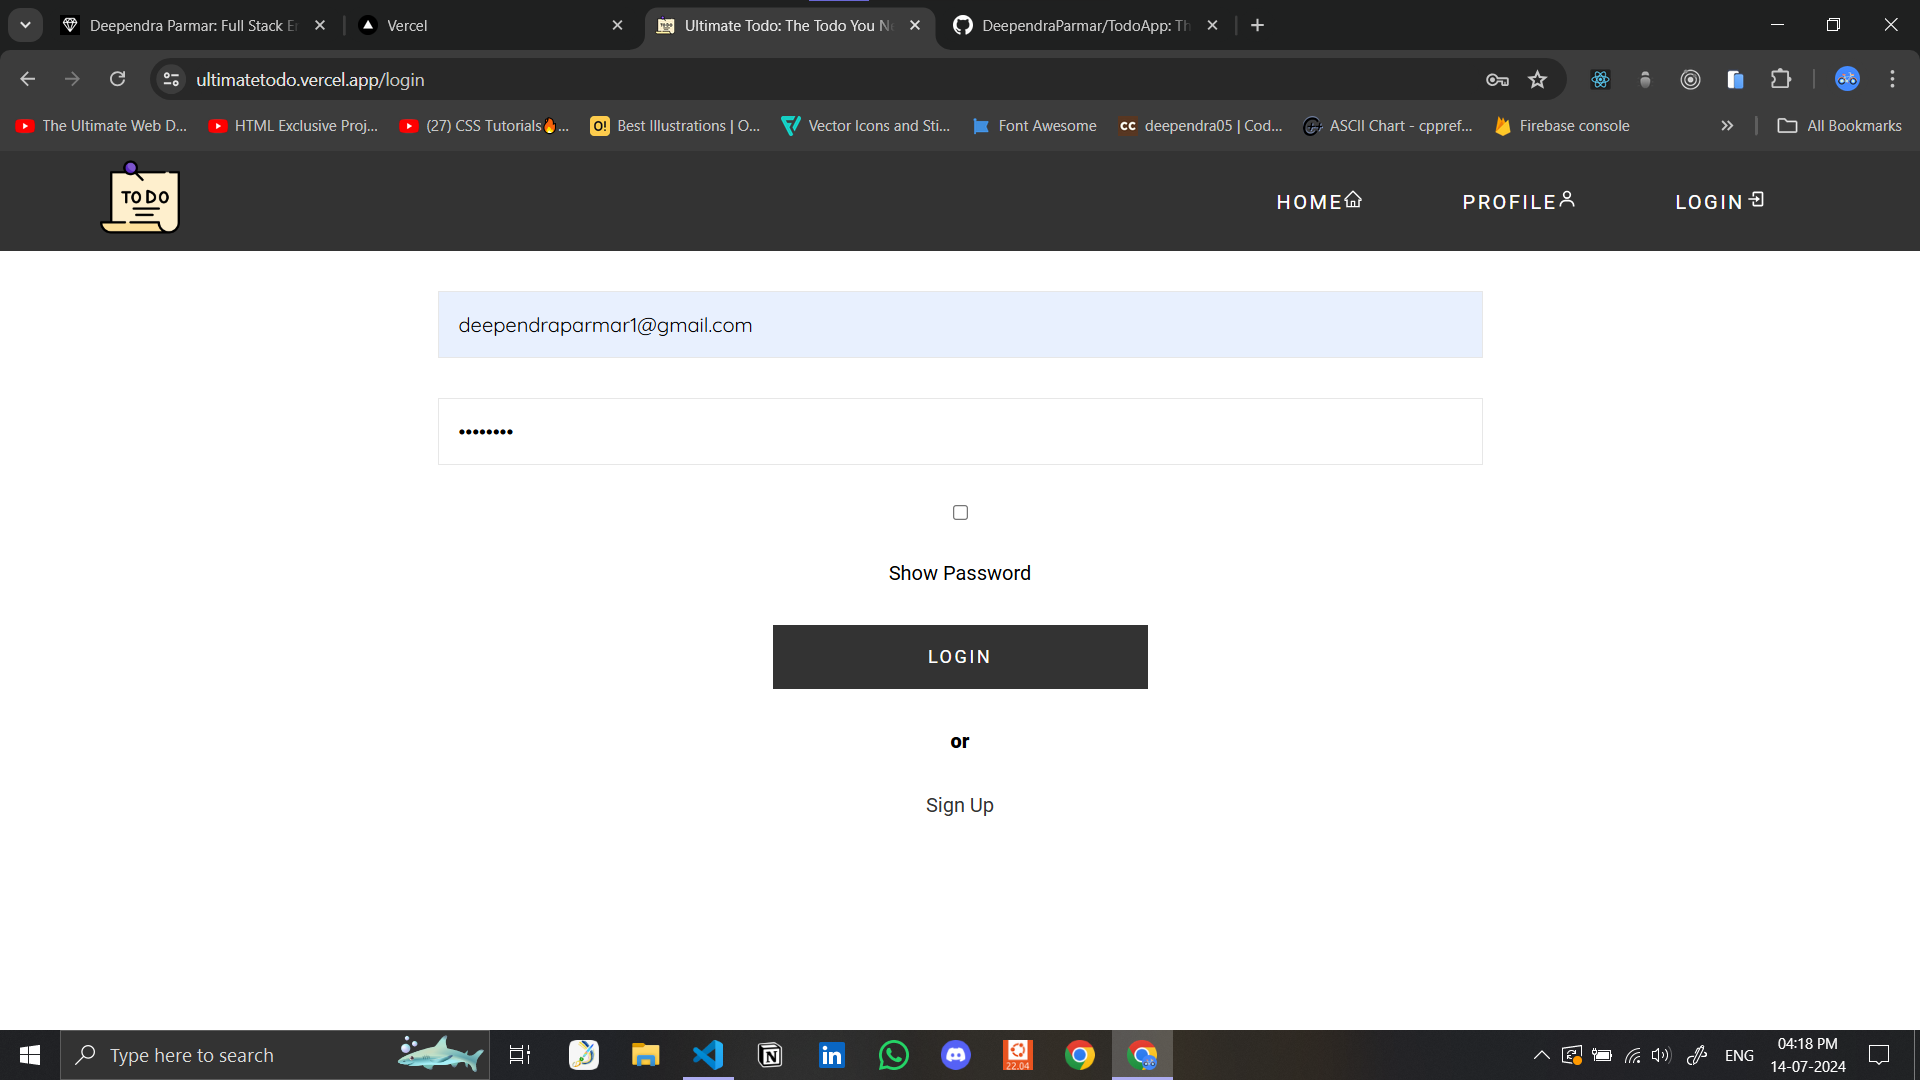 Deependra Parmar: Full Stack E
Vercel
Ultimate Todo: The Todo You N
DeependraParmar/TodoApp: Th
ultimatetodo.vercel.app/login
The Ultimate Web D...
HTML Exclusive Proj...
(27) CSS Tutorials🔥...
O!
Best Illustrations | O...
Vector Icons and Sti...
Font Awesome
CC
deependra05 | Cod...
ASCII Chart - cppref...
Firebase console
All Bookmarks
TO DO
HOME
PROFILE
LOGIN
deependraparmar1@gmail.com
••••••••
Show Password
LOGIN
or
Sign Up
Type here to search
22.04
ENG
04:18 PM
14-07-2024